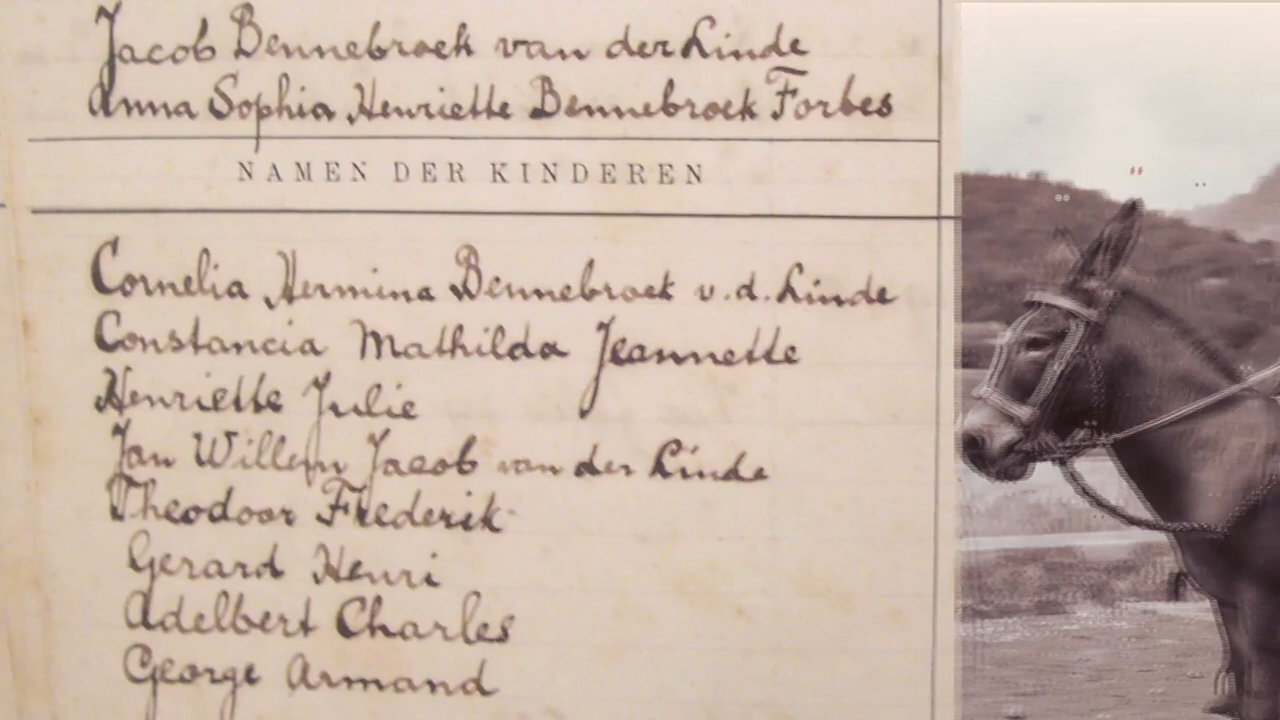 Jacob Bennebroek van der Linde
Anna Sophia Henriette Bennebroek Forbes
NAMEN DER KINDEREN
Cornelia Hermina Bennebroek v.d. Linde
Constancia Mathilda Jeannette
Henriette Julie
Jan Willem Jacob van der Linde
Theodoor Frederik
Gerard Henri
Adelbert Charles
George Armand